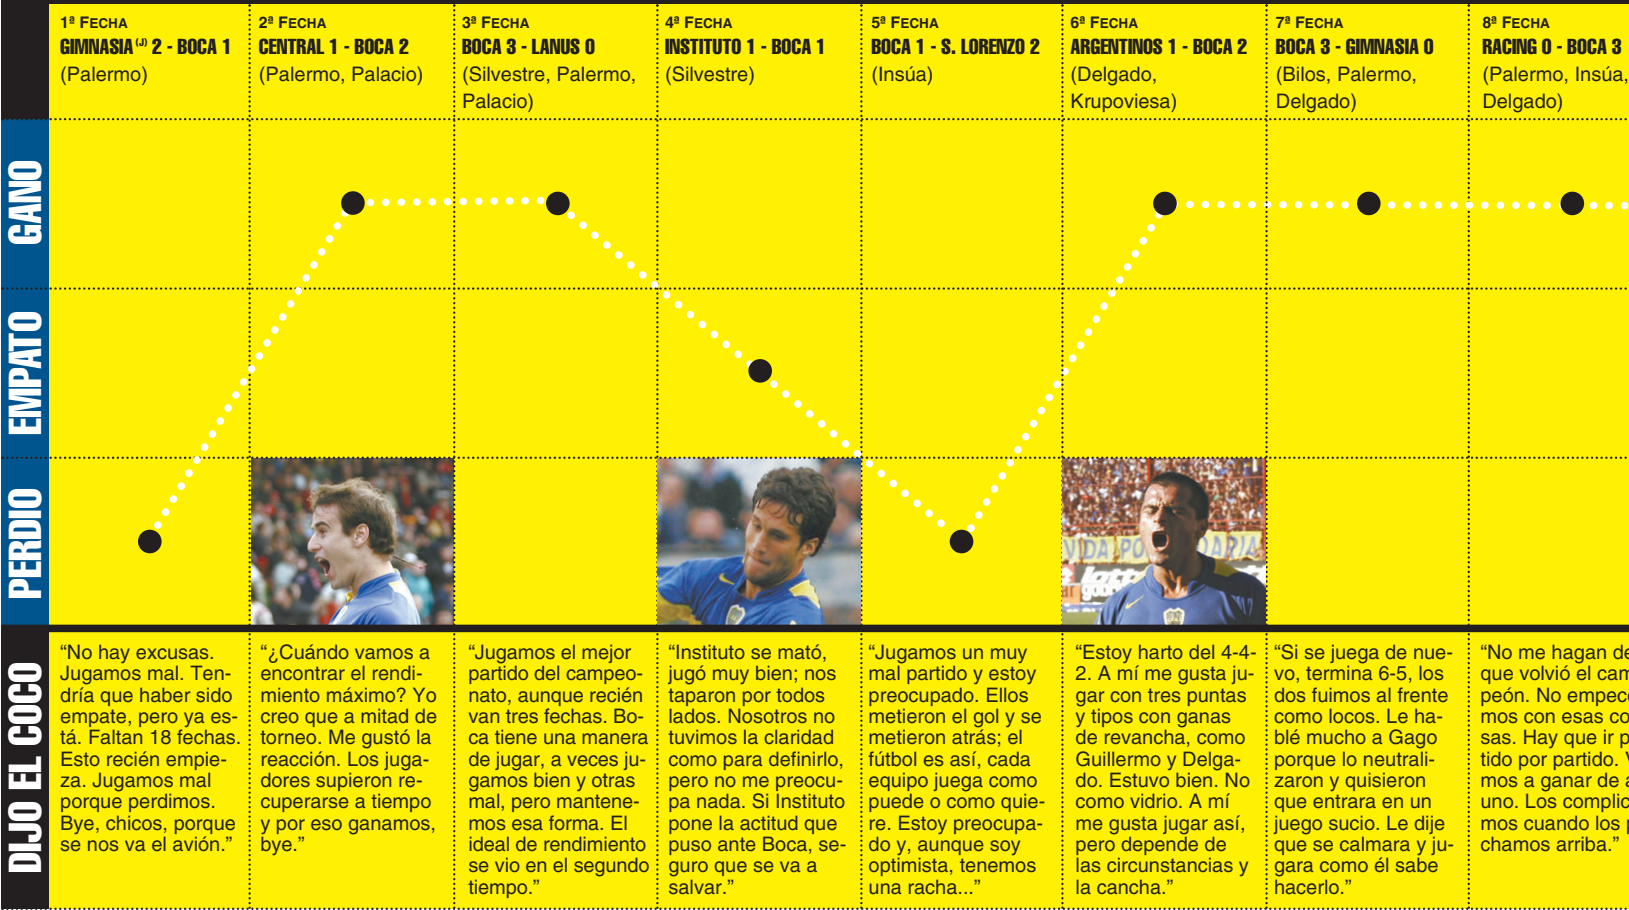 1ª FECHA
GIMNASIA (J) 2 - BOCA 1
(Palermo)
2ª FECHA
CENTRAL 1 - BOCA 2
(Palermo, Palacio)
3ª FECHA
BOCA 3 - LANUS 0
(Silvestre, Palermo,
Palacio)
4ª FECHA
INSTITUTO 1 - BOCA 1
(Silvestre)
5ª FECHA
BOCA 1 - S. LORENZO 2
(Insúa)
6ª FECHA
ARGENTINOS 1 - BOCA 2
(Delgado,
Krupoviesa)
7ª FECHA
BOCA 3 - GIMNASIA 0
(Bilos, Palermo,
Delgado)
8ª FECHA
RACING 0 - BOCA 3
(Palermo, Insúa,
Delgado)
GANO
EMPATO
PERDIO
DIJO EL COCO
“No hay excusas.
Jugamos mal. Ten-
dría que haber sido
empate, pero ya es-
tá. Faltan 18 fechas.
Esto recién empie-
za. Jugamos mal
porque perdimos.
Bye, chicos, porque
se nos va el avión.”
“¿Cuándo vamos a
encontrar el rendi-
miento máximo? Yo
creo que a mitad de
torneo. Me gustó la
reacción. Los juga-
dores supieron re-
cuperarse a tiempo
y por eso ganamos,
bye.”
“Jugamos el mejor
partido del campeo-
nato, aunque recién
van tres fechas. Bo-
ca tiene una manera
de jugar, a veces ju-
gamos bien y otras
mal, pero mantene-
mos esa forma. El
ideal de rendimiento
se vio en el segundo
tiempo.”
“Instituto se mató,
jugó muy bien; nos
taparon por todos
lados. Nosotros no
tuvimos la claridad
como para definirlo,
pero no me preocu-
pa nada. Si Instituto
pone la actitud que
puso ante Boca, se-
guro que se va a
salvar.”
“Jugamos un muy
mal partido y estoy
preocupado. Ellos
metieron el gol y se
metieron atrás; el
fútbol es así, cada
equipo juega como
puede o como quie-
re. Estoy preocupa-
do y, aunque soy
optimista, tenemos
una racha...”
“Estoy harto del 4-4-
2. A mí me gusta ju-
gar con tres puntas
y tipos con ganas
de revancha, como
Guillermo y Delga-
do. Estuvo bien. No
como vidrio. A mí
me gusta jugar así,
pero depende de
las circunstancias y
la cancha.”
“Si se juega de nue-
vo, termina 6-5, los
dos fuimos al frente
como locos. Le ha-
blé mucho a Gago
porque lo neutrali-
zaron y quisieron
que entrara en un
juego sucio. Le dije
que se calmara y ju-
gara como él sabe
hacerlo.”
“No me hagan de
que volvió el cam
peón. No empece
mos con esas co
sas. Hay que ir p
tido por partido. V
mos a ganar de a
uno. Los complic
mos cuando los p
chamos arriba.”